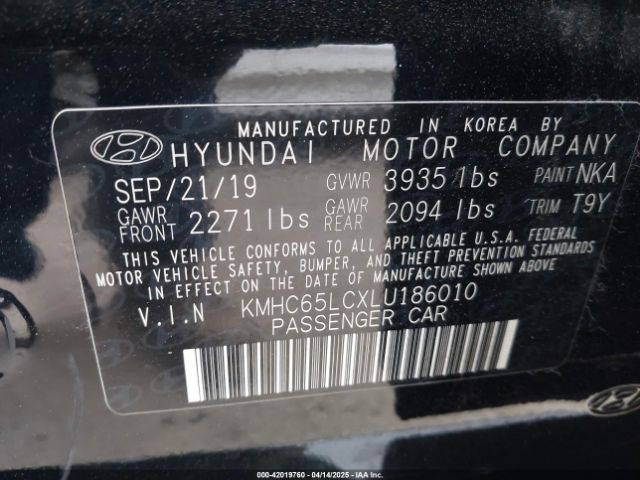 MANUFACTURED IN KOREA BY
HYUNDAI MOTOR COMPANY
SEP/21/19 GVWR 3935 lbs PAINT NKA
GAWR FRONT 2271 lbs GAWR REAR 2094 lbs TRIM T9Y
THIS VEHICLE CONFORMS TO ALL APPLICABLE U.S.A. FEDERAL
MOTOR VEHICLE SAFETY, BUMPER, AND THEFT PREVENTION STANDARDS
IN EFFECT ON THE DATE OF MANUFACTURE SHOWN ABOVE
V.I.N KMHC65LCXLU186010
PASSENGER CAR
000-42019760 04/14/2025 IAA, Inc.